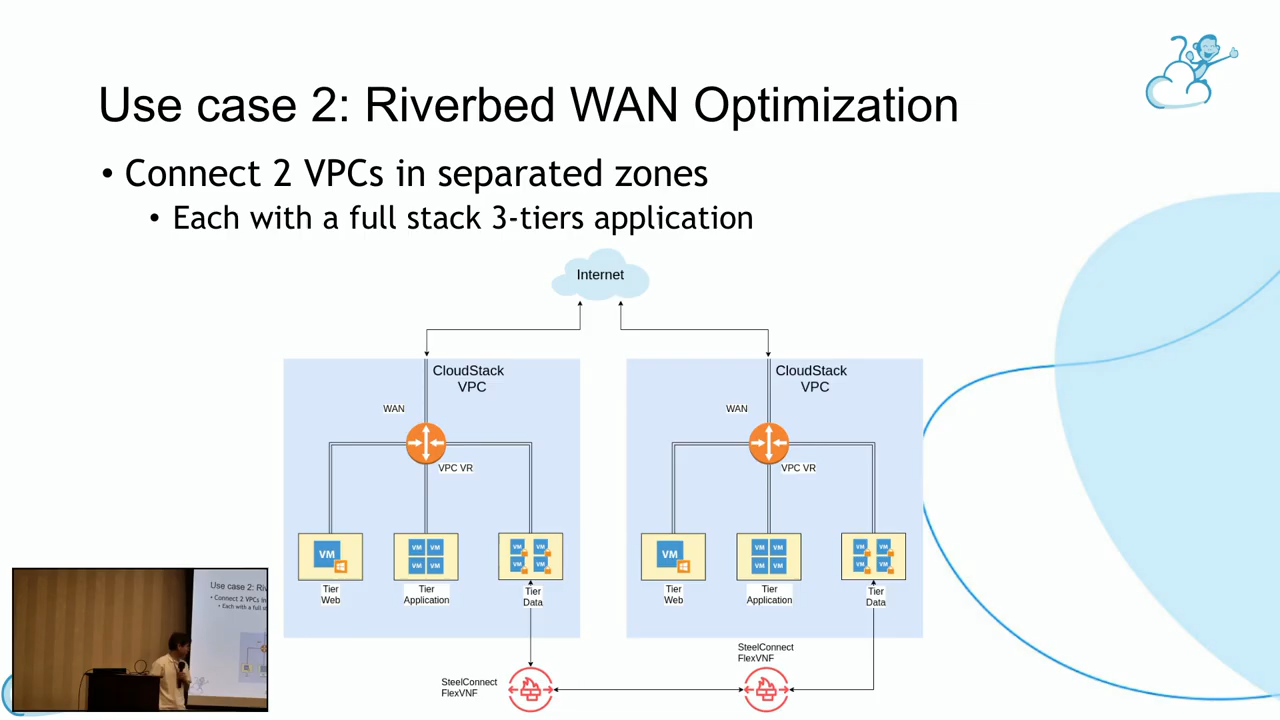 Use case 2: Riverbed WAN Optimization
• Connect 2 VPCs in separated zones
• Each with a full stack 3-tiers application
Internet
CloudStack
VPC
WAN
VPC VR
VM
VM VM
VM VM
VM VM
VM VM
Tier
Web
Tier
Application
Tier
Data
CloudStack
VPC
WAN
VPC VR
VM
VM VM
VM VM
VM VM
VM VM
Tier
Web
Tier
Application
Tier
Data
SteelConnect
FlexVNF
SteelConnect
FlexVNF
Use case 2: Riv
• Connect 2 VPCs in
• Each with a full st